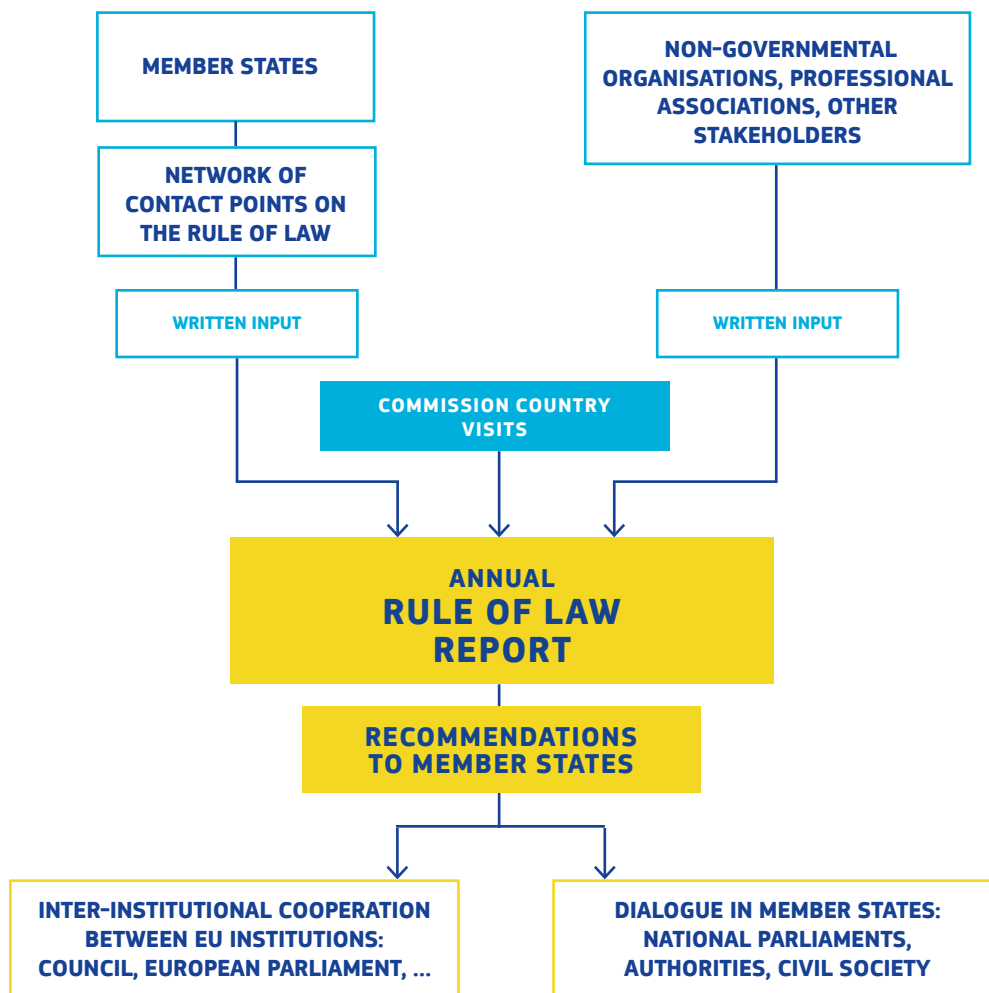 MEMBER STATES
NETWORK OF
CONTACT POINTS ON
THE RULE OF LAW
WRITTEN INPUT
NON-GOVERNMENTAL
ORGANISATIONS, PROFESSIONAL
ASSOCIATIONS, OTHER
STAKEHOLDERS
WRITTEN INPUT
COMMISSION COUNTRY
VISITS
ANNUAL
RULE OF LAW
REPORT
RECOMMENDATIONS
TO MEMBER STATES
INTER-INSTITUTIONAL COOPERATION
BETWEEN EU INSTITUTIONS:
COUNCIL, EUROPEAN PARLIAMENT, ...
DIALOGUE IN MEMBER STATES:
NATIONAL PARLIAMENTS,
AUTHORITIES, CIVIL SOCIETY